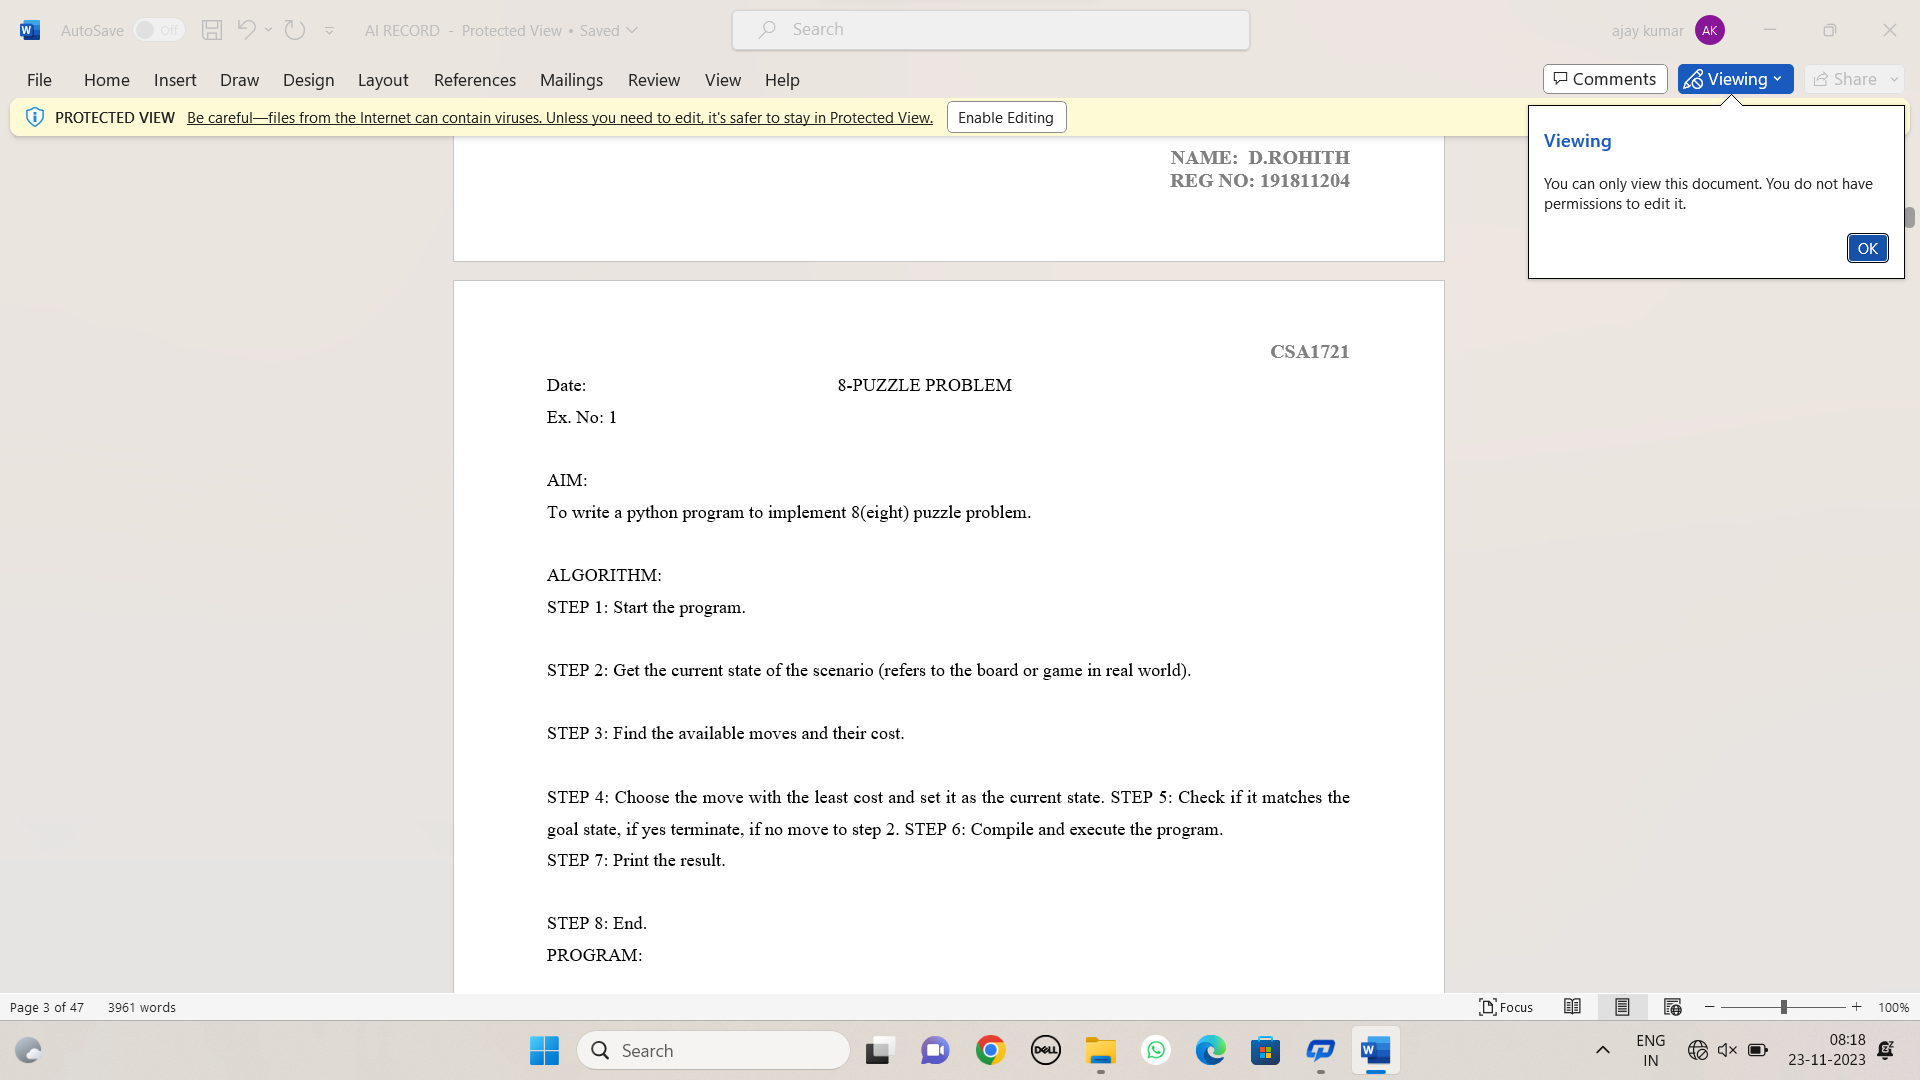 AutoSave Off AI RECORD - Protected View • Saved Search ajay kumar AK
File Home Insert Draw Design Layout References Mailings Review View Help Comments Viewing Share
PROTECTED VIEW Be careful—files from the Internet can contain viruses. Unless you need to edit, it's safer to stay in Protected View. Enable Editing
Viewing
You can only view this document. You do not have
permissions to edit it.
OK
NAME: D.ROHITH
REG NO: 191811204
CSA1721
Date: 8-PUZZLE PROBLEM
Ex. No: 1
AIM:
To write a python program to implement 8(eight) puzzle problem.
ALGORITHM:
STEP 1: Start the program.
STEP 2: Get the current state of the scenario (refers to the board or game in real world).
STEP 3: Find the available moves and their cost.
STEP 4: Choose the move with the least cost and set it as the current state. STEP 5: Check if it matches the
goal state, if yes terminate, if no move to step 2. STEP 6: Compile and execute the program.
STEP 7: Print the result.
STEP 8: End.
PROGRAM:
Page 3 of 47 3961 words Focus 100%
Search DELL W ENG 08:18
IN 23-11-2023